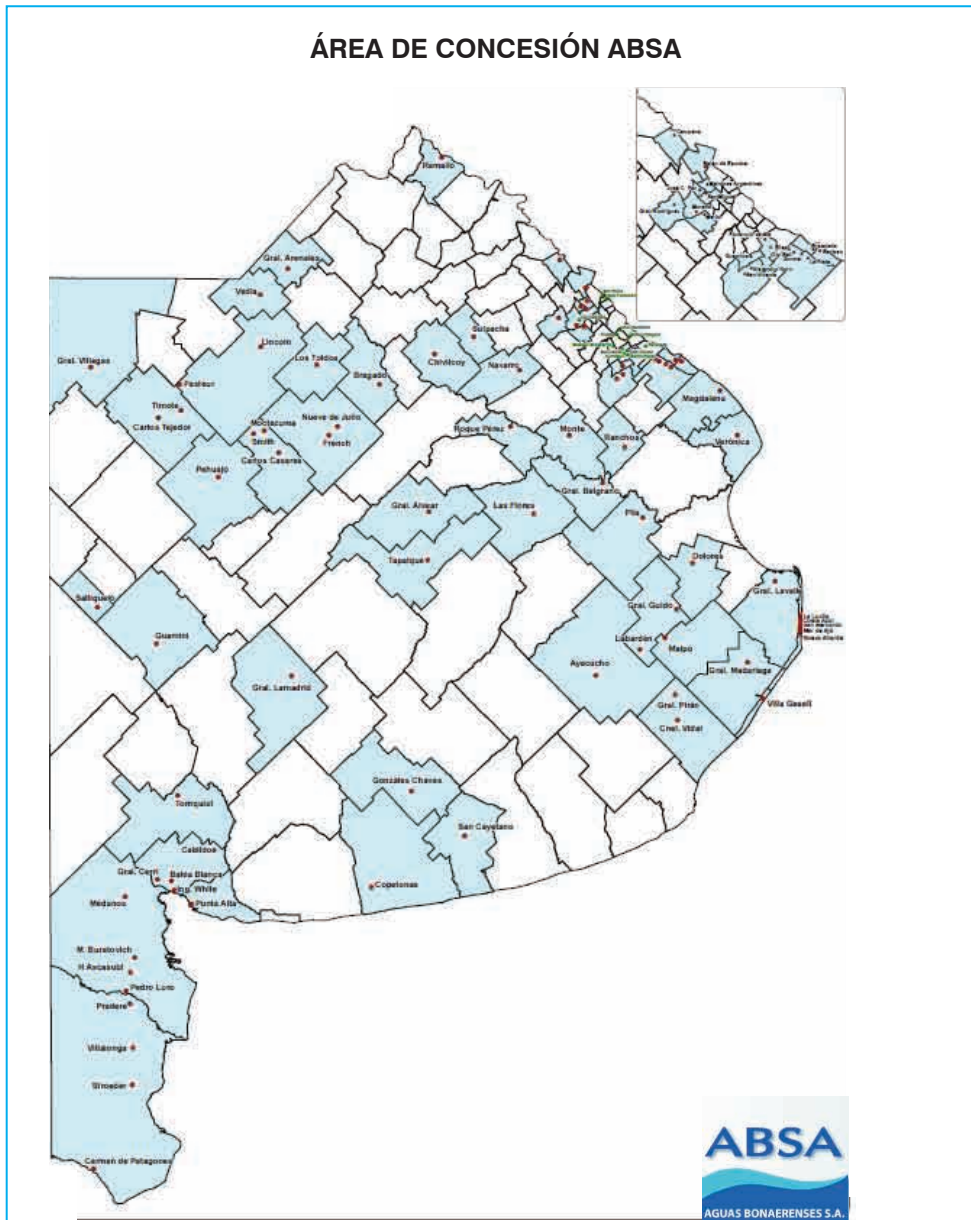 ÁREA DE CONCESIÓN ABSA
Ramallo
Gral. Arenales
Vedia
Gral. Villegas
Lincoln
Los Toldos
Bragado
Suipacha
Chivilcoy
Navarro
Pasteur
Timote
Carlos Tejedor
Moctezuma
Smith
Carlos Casares
Nueve de Julio
French
Pehuajó
Roque Pérez
Monte
Ranchos
Magdalena
Verónica
Gral. Belgrano
Gral. Alvear
Las Flores
Pila
Tapalqué
Dolores
Salliqueló
Guaminí
Gral. Lavalle
Gral. Guido
Labardén
Maipú
Ayacucho
Gral. Madariaga
Gral. Lamadrid
Gral. Pirán
Cnel. Vidal
Villa Gesell
Gonzáles Chaves
San Cayetano
Copetonas
Tornquist
Cabildos
Gral. Cerri
Bahía Blanca
Ing. White
Punta Alta
Médanos
M. Buratovich
H Ascasubi
Pedro Luro
Pradere
Villalonga
Stroeder
Carmen de Patagones
ABSA
AGUAS BONAERENSES S.A.